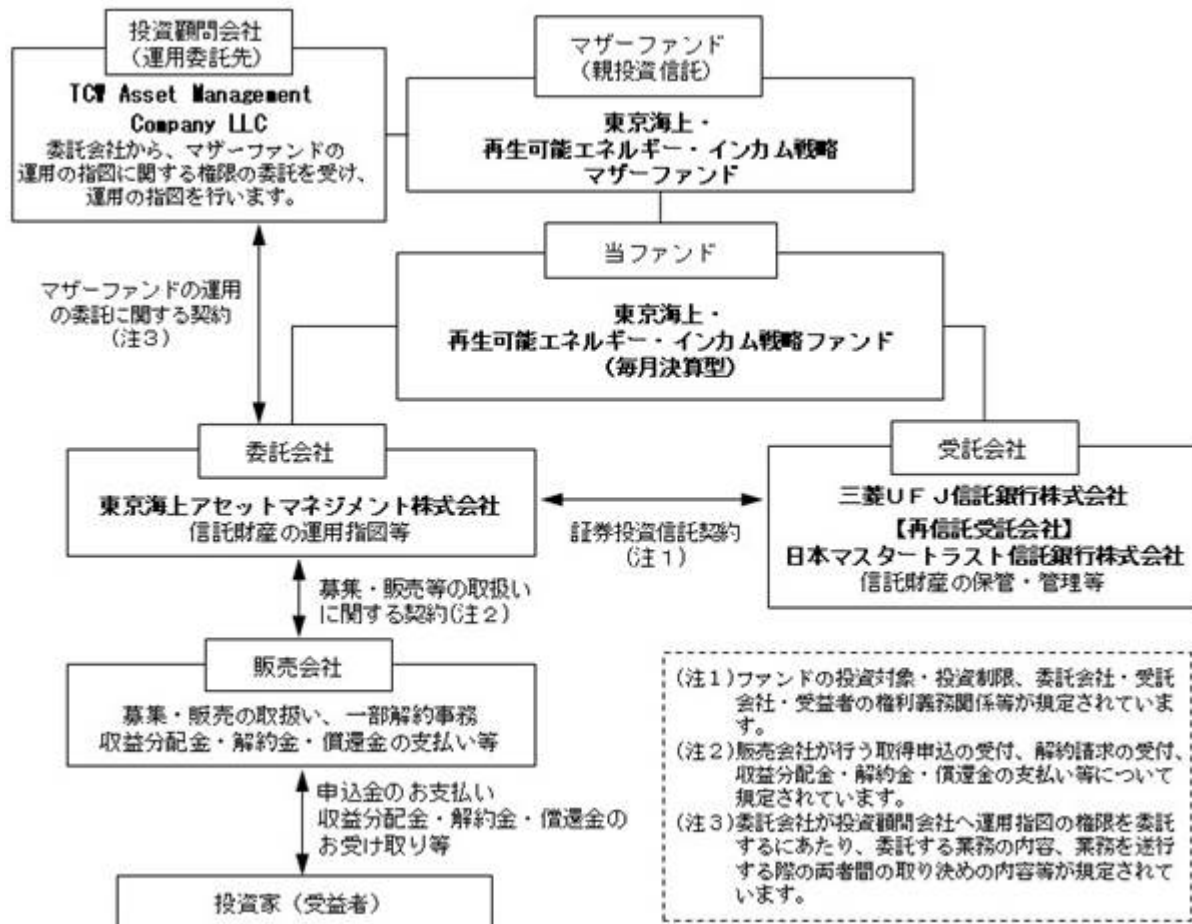 投資顧問会社
(運用委託先)
TCW Asset Management
Company LLC
委託会社から、マザーファンドの
運用の指図に関する権限の委託を受け、
運用の指図を行います。
マザーファンド
(親投資信託)
東京海上・
再生可能エネルギー・インカム戦略
マザーファンド
当ファンド
東京海上・
再生可能エネルギー・インカム戦略ファンド
(毎月決算型)
マザーファンドの運用
の委託に関する契約
(注3)
委託会社
東京海上アセットマネジメント株式会社
信託財産の運用指図等
証券投資信託契約
(注1)
受託会社
三菱UFJ信託銀行株式会社
【再信託受託会社】
日本マスタートラスト信託銀行株式会社
信託財産の保管・管理等
募集・販売等の取扱い
に関する契約(注2)
販売会社
募集・販売の取扱い、一部解約事務
収益分配金・解約金・償還金の支払い等
申込金のお支払い
収益分配金・解約金・償還金の
お受け取り等
投資家(受益者)
(注1)ファンドの投資対象・投資制限、委託会社・受託
会社・受益者の権利義務関係等が規定されていま
す。
(注2)販売会社が行う取得申込の受付、解約請求の受付、
収益分配金・解約金・償還金の支払い等について
規定されています。
(注3)委託会社が投資顧問会社へ運用指図の権限を委託
するにあたり、委託する業務の内容、業務を遂行
する際の両者間の取り決めの内容等が規定されて
います。